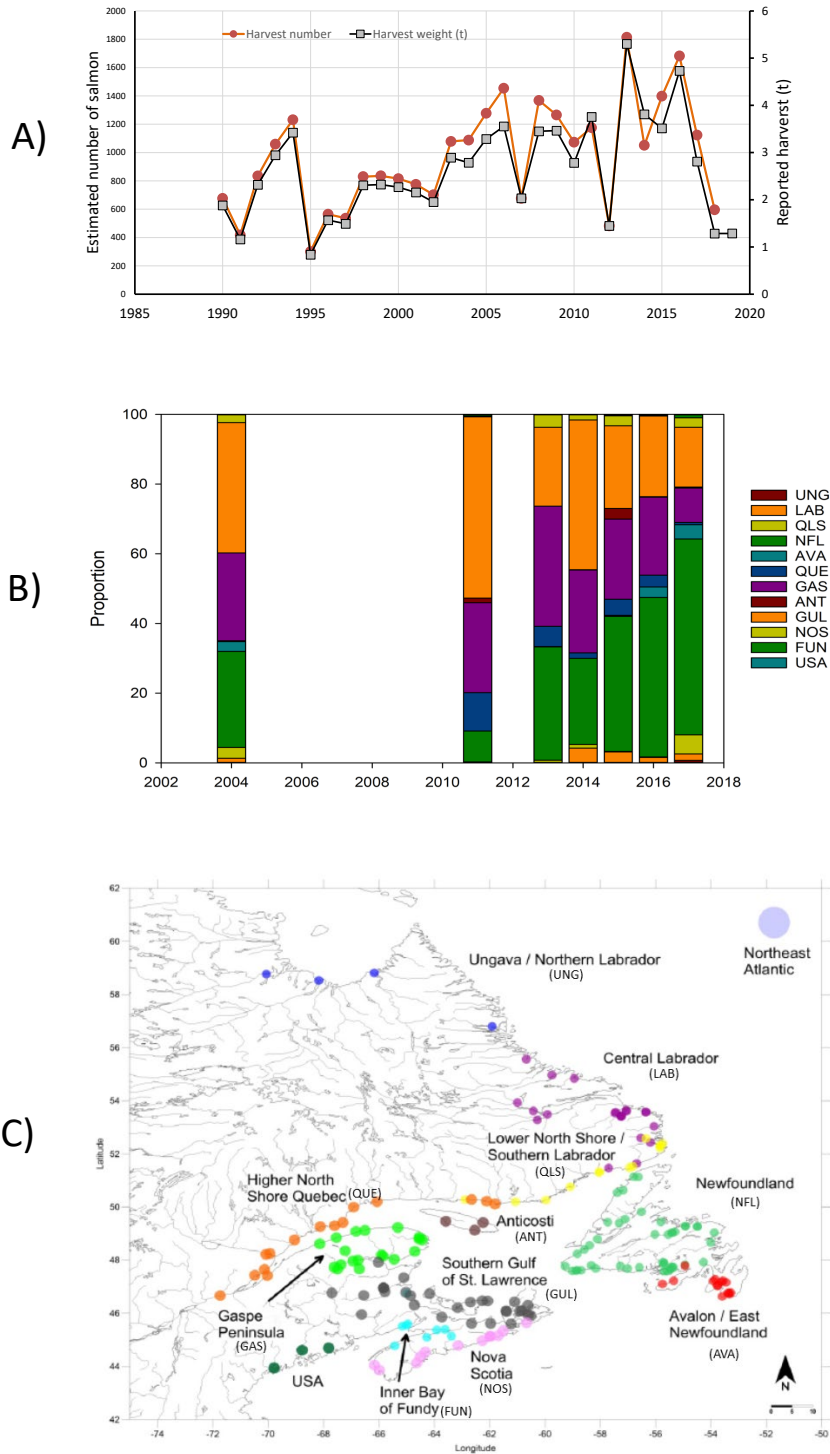 A)
Estimated number of salmon
2000
1800
1600
1400
1200
1000
800
600
400
200
0
Harvest number
Harvest weight (t)
6
5
4
3
2
1
0
Reported harverst (t)
1985
1990
1995
2000
2005
2010
2015
2020
B)
Proportion
100
80
60
40
20
0
2002
2004
2006
2008
2010
2012
2014
2016
2018
UNG
LAB
QLS
NFL
AVA
QUE
GAS
ANT
GUL
NOS
FUN
USA
C)
Latitude
62
60
58
56
54
52
50
48
46
44
42
Northeast
Atlantic
Ungava / Northern Labrador
(UNG)
Central Labrador
(LAB)
Lower North Shore /
Southern Labrador
(QLS)
Higher North
Shore Quebec
(QUE)
Newfoundland
(NFL)
Anticosti
(ANT)
Southern Gulf
of St. Lawrence
(GUL)
Gaspe
Peninsula
(GAS)
Avalon / East
Newfoundland
(AVA)
USA
Nova
Scotia
(NOS)
Inner Bay
of Fundy
(FUN)
N
0 5 10
-74
-72
-70
-68
-66
-64
-62
-60
-58
-56
-54
-52
-50
Longitude